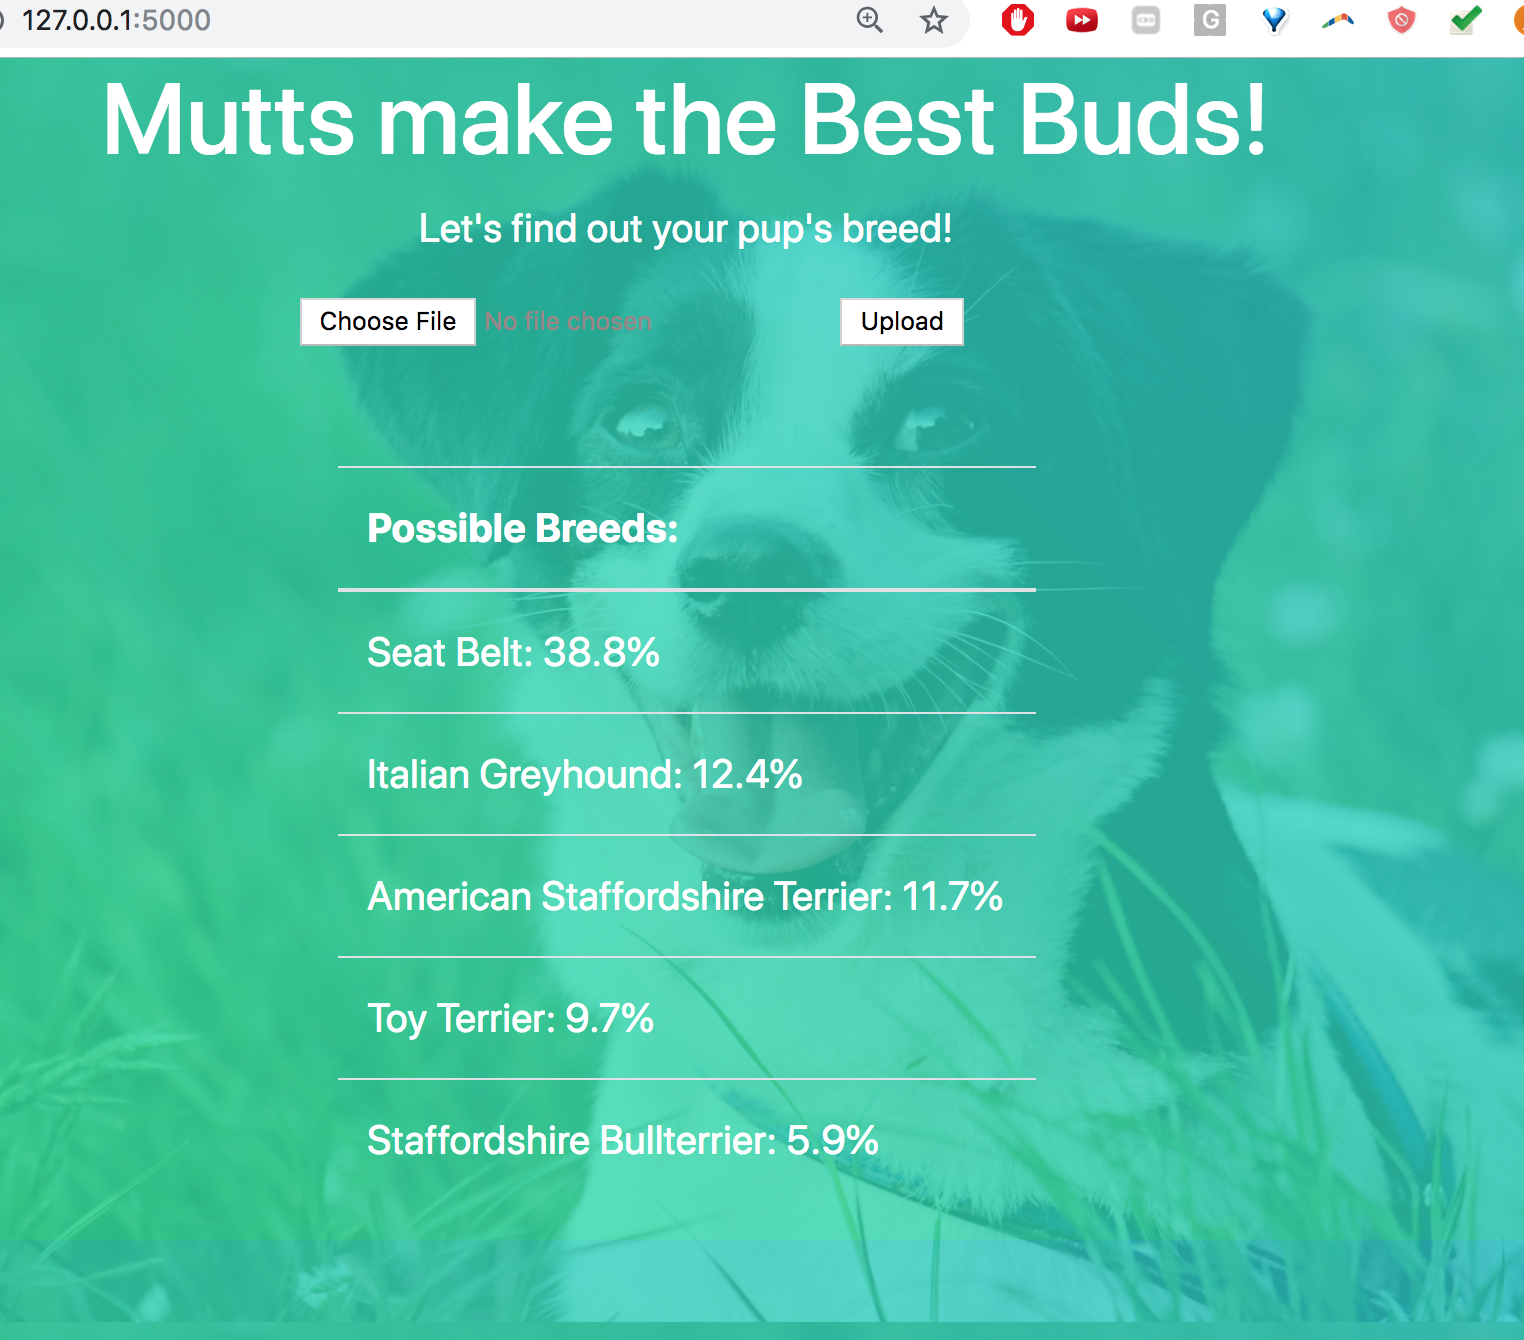 127.0.0.1:5000
G
Mutts make the Best Buds!
Let's find out your pup's breed!
Choose File No file chosen Upload
Possible Breeds:
Seat Belt: 38.8%
Italian Greyhound: 12.4%
American Staffordshire Terrier: 11.7%
Toy Terrier: 9.7%
Staffordshire Bullterrier: 5.9%